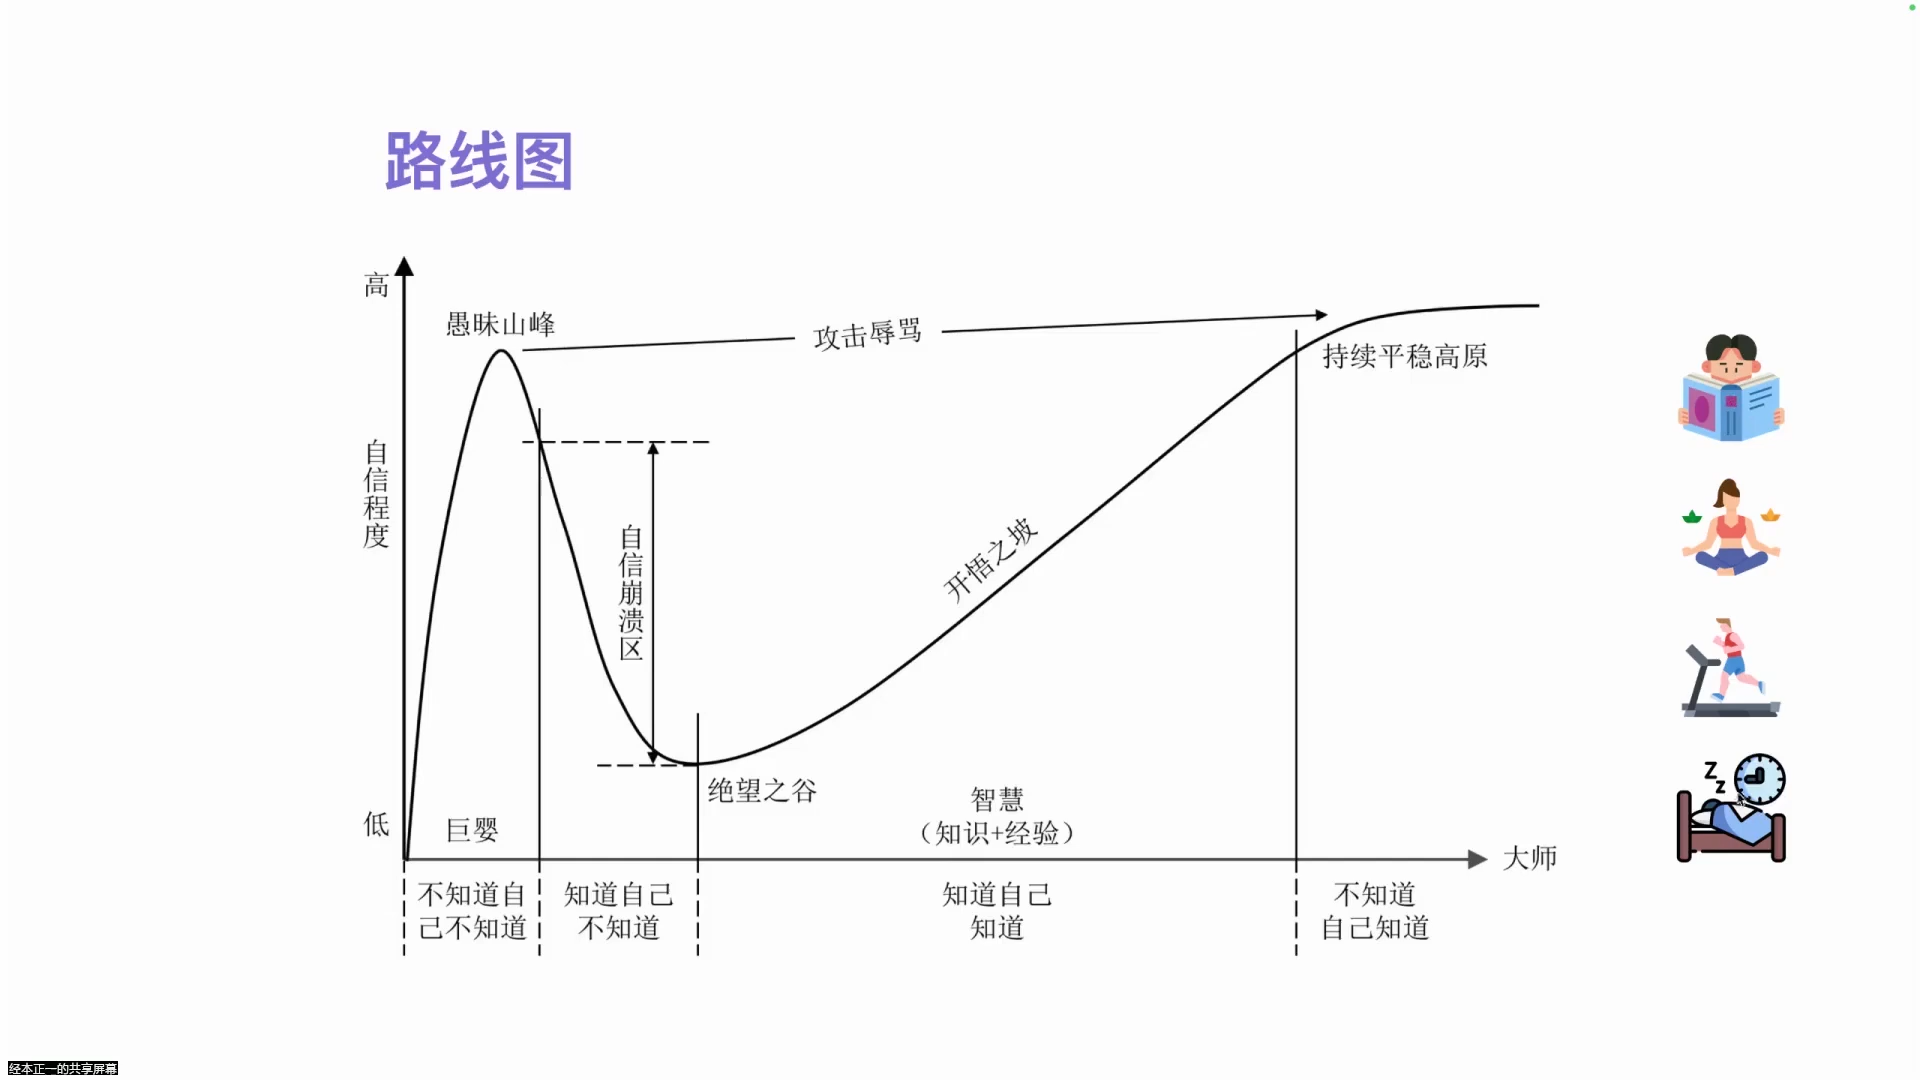 路线图
高
愚昧山峰
攻击辱骂
持续平稳高原
自信程度
自信崩溃区
开悟之坡
绝望之谷
低
巨婴
智慧
（知识+经验）
大师
不知道自
己不知道
知道自己
不知道
知道自己
知道
不知道
自己知道
Z
z
经本正一的共享屏幕